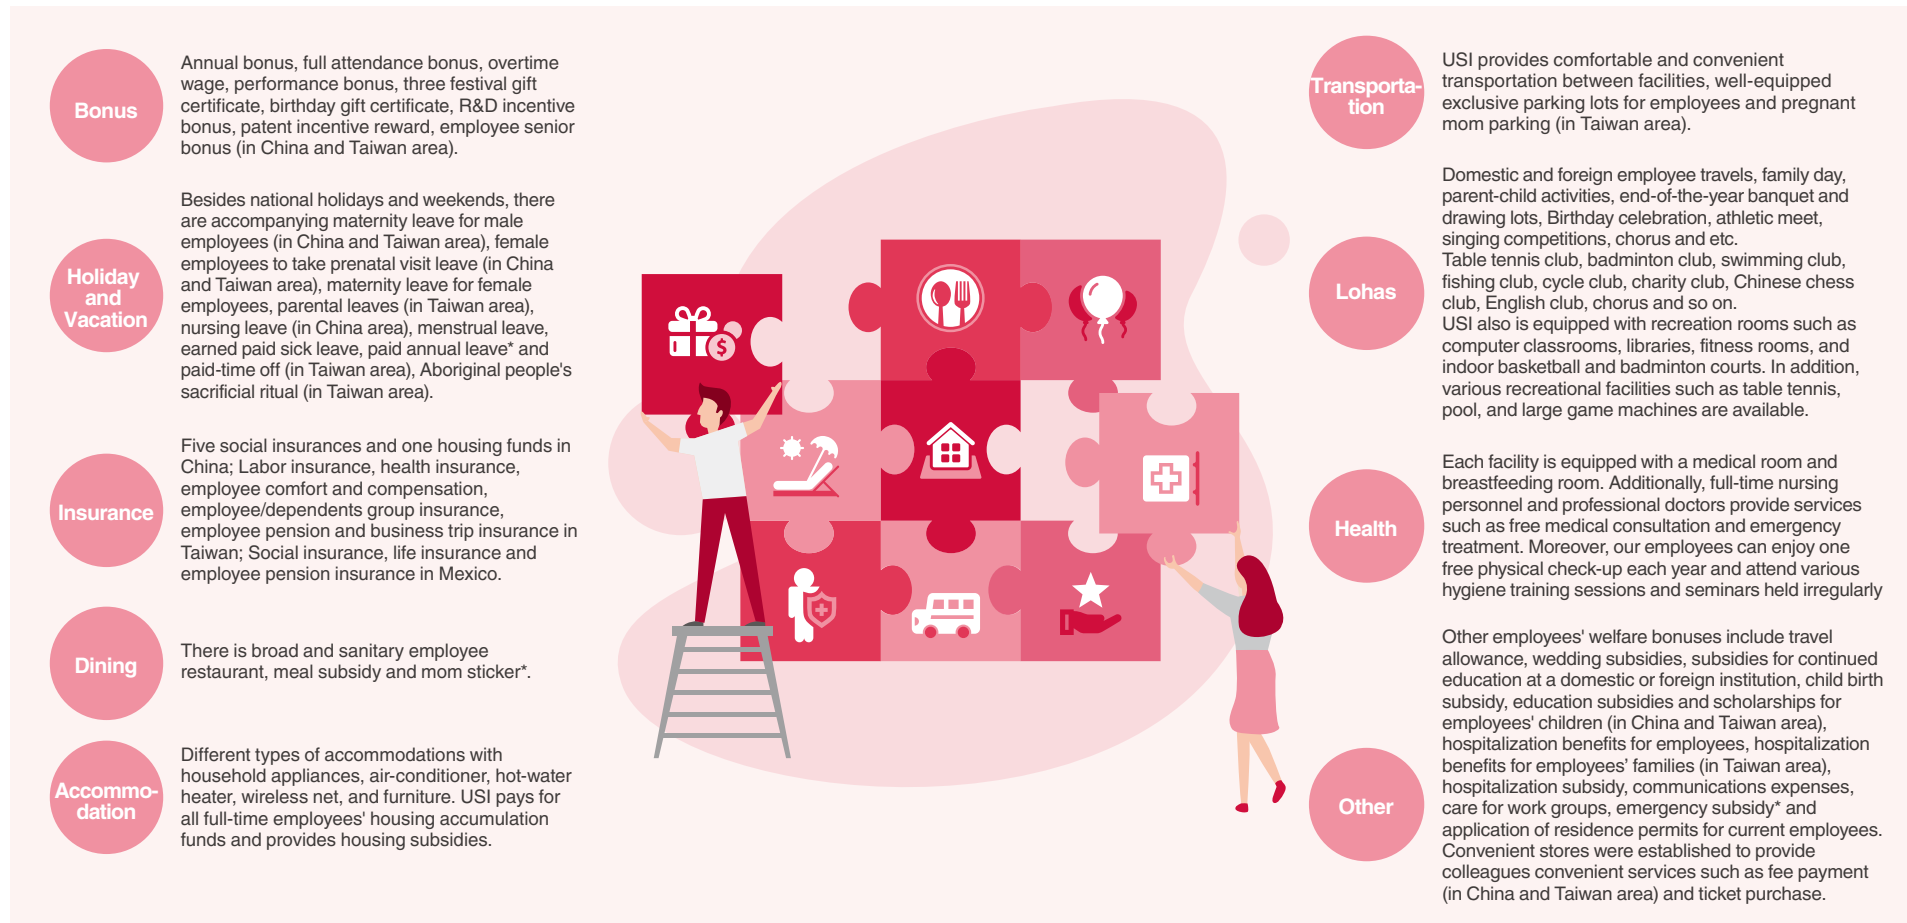 Bonus
Annual bonus, full attendance bonus, overtime
wage, performance bonus, three festival gift
certificate, birthday gift certificate, R&D incentive
bonus, patent incentive reward, employee senior
bonus (in China and Taiwan area).
Holiday
and
Vacation
Besides national holidays and weekends, there
are accompanying maternity leave for male
employees (in China and Taiwan area), female
employees to take prenatal visit leave (in China
and Taiwan area), maternity leave for female
employees, parental leaves (in Taiwan area),
nursing leave (in China area), menstrual leave,
earned paid sick leave, paid annual leave* and
paid-time off (in Taiwan area), Aboriginal people's
sacrificial ritual (in Taiwan area).
Insurance
Five social insurances and one housing funds in
China; Labor insurance, health insurance,
employee comfort and compensation,
employee/dependents group insurance,
employee pension and business trip insurance in
Taiwan; Social insurance, life insurance and
employee pension insurance in Mexico.
Dining
There is broad and sanitary employee
restaurant, meal subsidy and mom sticker*.
Accommo-
dation
Different types of accommodations with
household appliances, air-conditioner, hot-water
heater, wireless net, and furniture. USI pays for
all full-time employees' housing accumulation
funds and provides housing subsidies.
$
Transporta-
tion
USI provides comfortable and convenient
transportation between facilities, well-equipped
exclusive parking lots for employees and pregnant
mom parking (in Taiwan area).
Lohas
Domestic and foreign employee travels, family day,
parent-child activities, end-of-the-year banquet and
drawing lots, Birthday celebration, athletic meet,
singing competitions, chorus and etc.
Table tennis club, badminton club, swimming club,
fishing club, cycle club, charity club, Chinese chess
club, English club, chorus and so on.
USI also is equipped with recreation rooms such as
computer classrooms, libraries, fitness rooms, and
indoor basketball and badminton courts. In addition,
various recreational facilities such as table tennis,
pool, and large game machines are available.
Health
Each facility is equipped with a medical room and
breastfeeding room. Additionally, full-time nursing
personnel and professional doctors provide services
such as free medical consultation and emergency
treatment. Moreover, our employees can enjoy one
free physical check-up each year and attend various
hygiene training sessions and seminars held irregularly
Other
Other employees' welfare bonuses include travel
allowance, wedding subsidies, subsidies for continued
education at a domestic or foreign institution, child birth
subsidy, education subsidies and scholarships for
employees' children (in China and Taiwan area),
hospitalization benefits for employees, hospitalization
benefits for employees’ families (in Taiwan area),
hospitalization subsidy, communications expenses,
care for work groups, emergency subsidy* and
application of residence permits for current employees.
Convenient stores were established to provide
colleagues convenient services such as fee payment
(in China and Taiwan area) and ticket purchase.